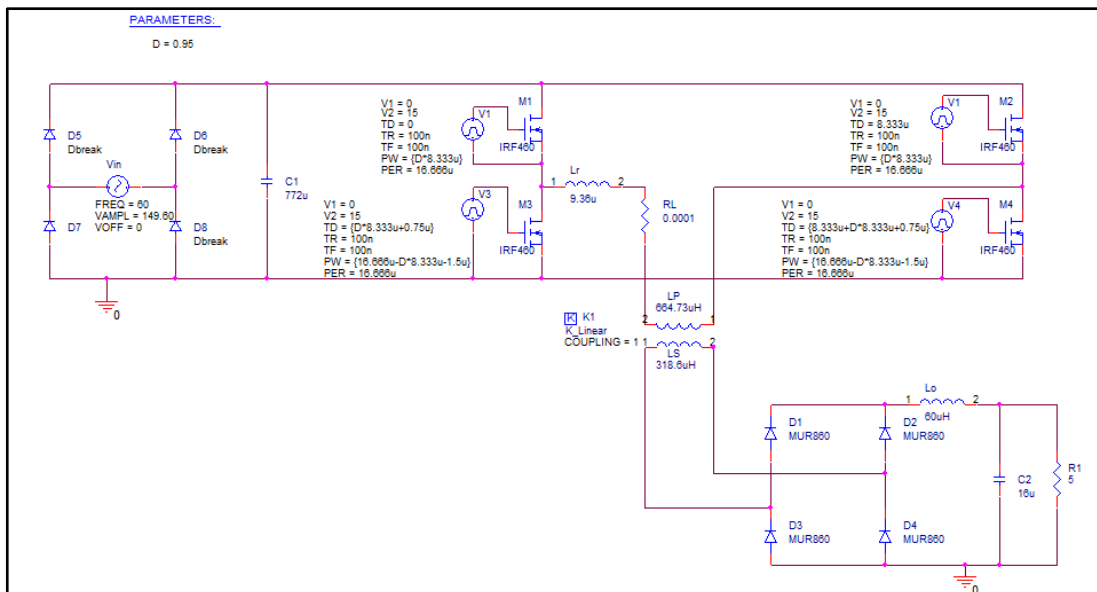 PARAMETERS:
D = 0.95
D5
Dbreak
D6
Dbreak
Vin
FREQ = 60
VAMPL = 149.60
VOFF = 0
D7
D8
Dbreak
0
C1
772u
V1 = 0
V2 = 15
TD = 0
TR = 100n
TF = 100n
PW = {D*8.333u}
PER = 16.666u
V1
M1
IRF460
V1 = 0
V2 = 15
TD = {D*8.333u+0.75u}
TR = 100n
TF = 100n
PW = {16.666u-D*8.333u-1.5u}
PER = 16.666u
V3
M3
IRF460
Lr
1
2
9.36u
RL
0.0001
V1 = 0
V2 = 15
TD = 8.333u
TR = 100n
TF = 100n
PW = {D*8.333u}
PER = 16.666u
V1
M2
IRF460
V1 = 0
V2 = 15
TD = {8.333u+D*8.333u+0.75u}
TR = 100n
TF = 100n
PW = {16.666u-D*8.333u-1.5u}
PER = 16.666u
V4
M4
IRF460
LP
664.73uH
2
1
K K1
K_Linear
COUPLING = 1
1
2
LS
318.6uH
D1
MUR860
D2
MUR860
Lo
1
2
60uH
D3
MUR860
D4
MUR860
C2
16u
R1
5
0